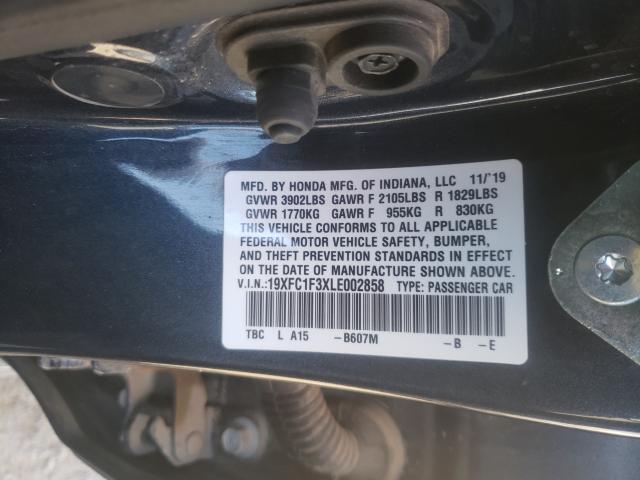 MFD. BY HONDA MFG. OF INDIANA, LLC 11/'19
GVWR 3902LBS GAWR F 2105LBS R 1829LBS
GVWR 1770KG GAWR F 955KG R 830KG
THIS VEHICLE CONFORMS TO ALL APPLICABLE
FEDERAL MOTOR VEHICLE SAFETY, BUMPER,
AND THEFT PREVENTION STANDARDS IN EFFECT
ON THE DATE OF MANUFACTURE SHOWN ABOVE.
V.I.N.:19XFC1F3XLE002858 TYPE: PASSENGER CAR
TBC L A15 -B607M -B -E